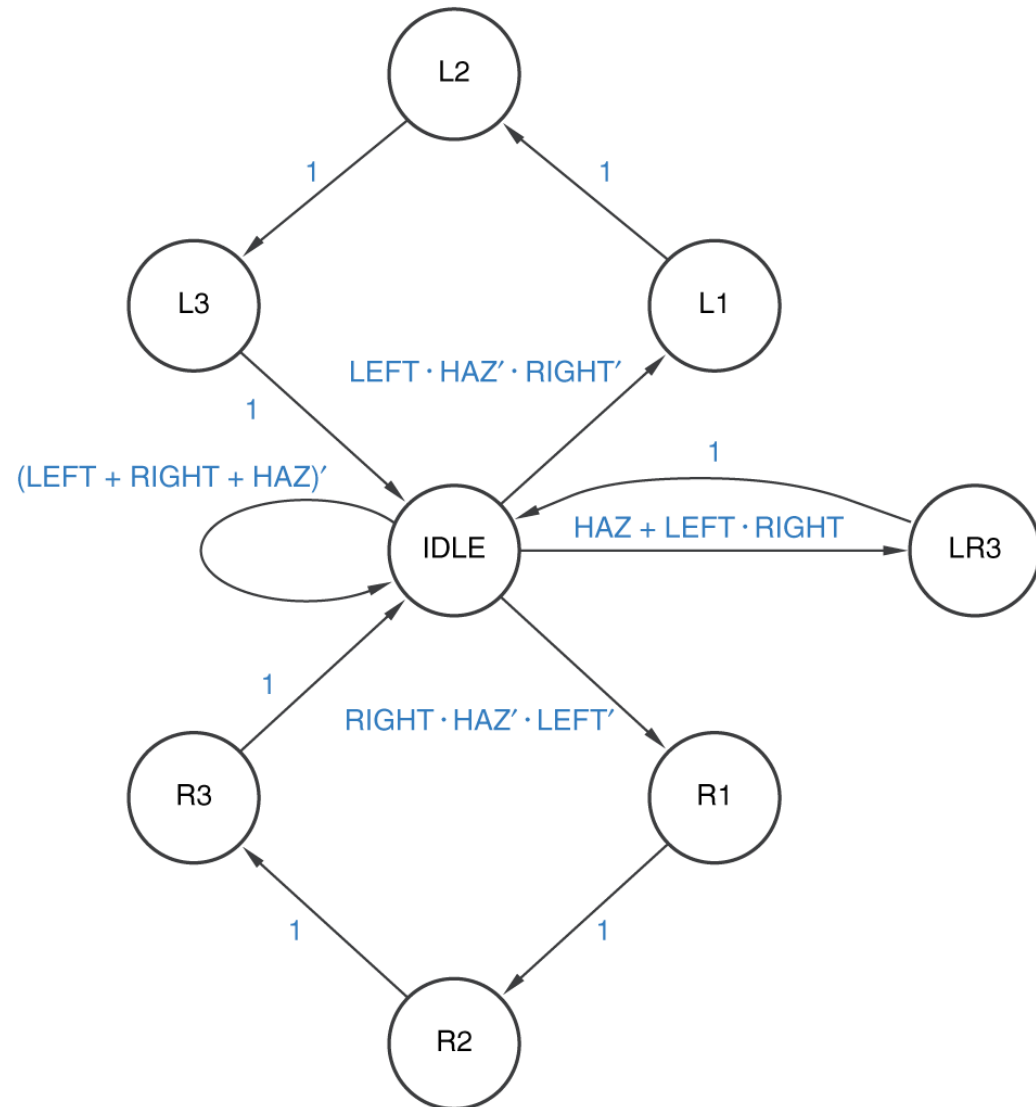 L2
1
1
L3
L1
LEFT · HAZ′ · RIGHT′
1
1
(LEFT + RIGHT + HAZ)′
IDLE
HAZ + LEFT · RIGHT
LR3
1
RIGHT · HAZ′ · LEFT′
R3
R1
1
1
R2